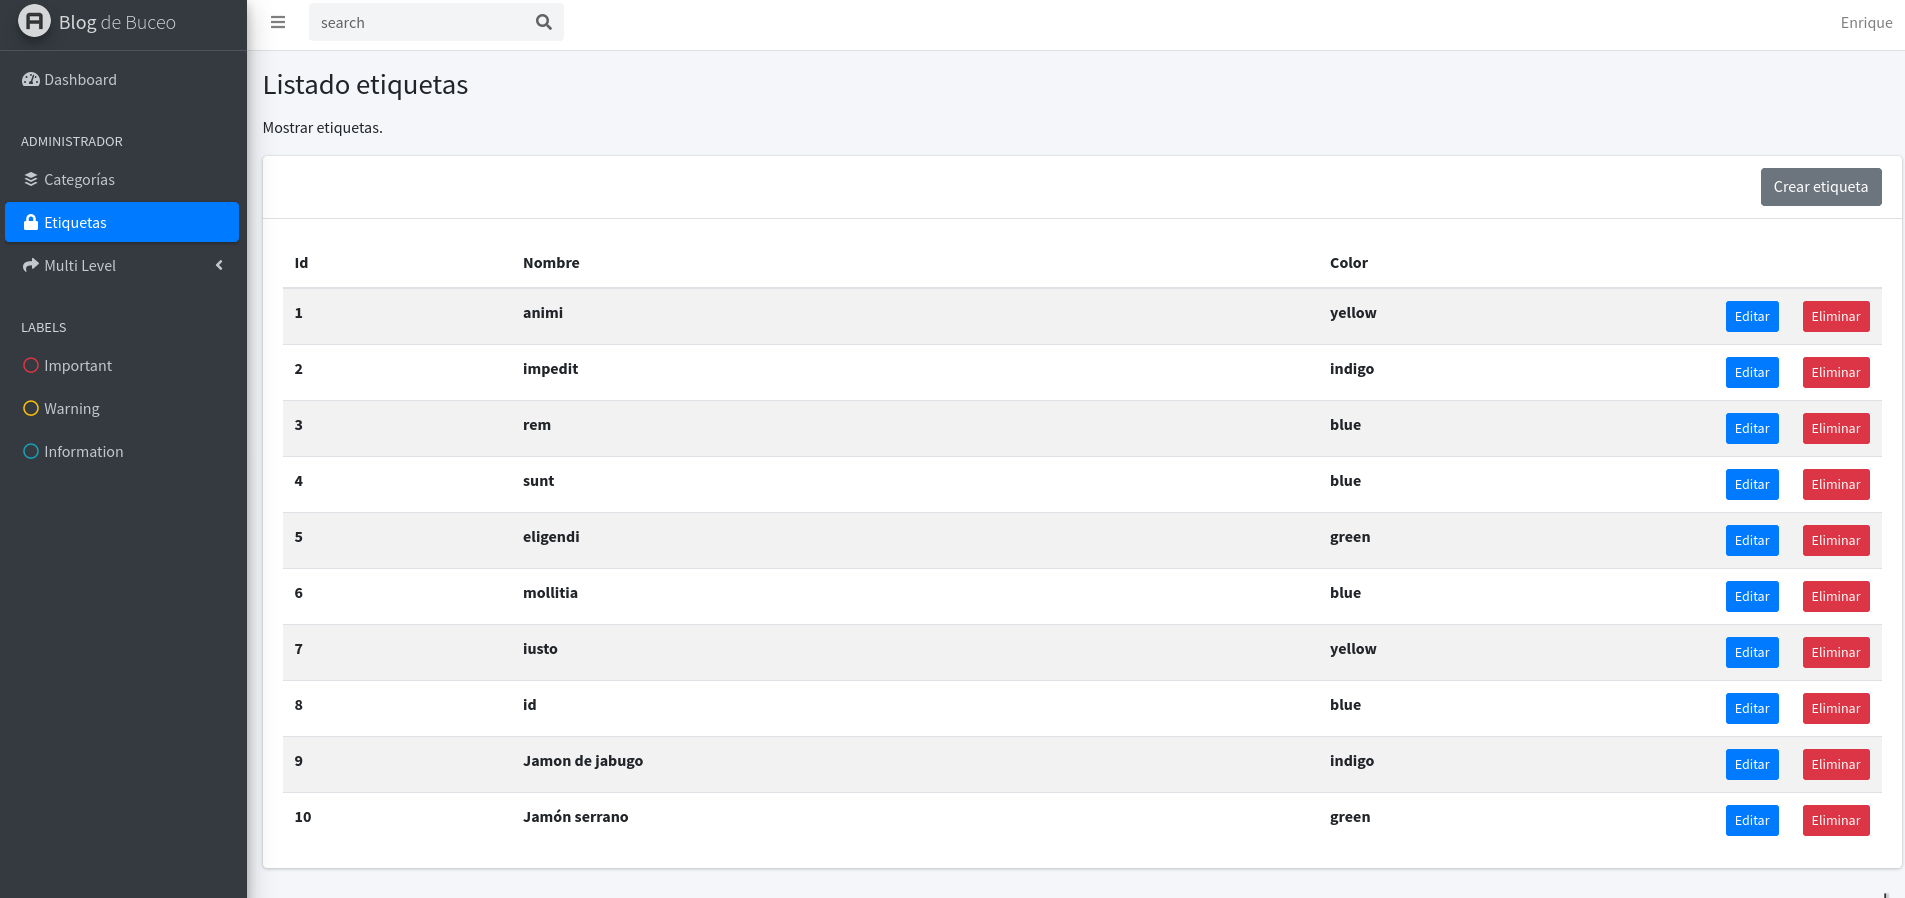 Blog de Buceo
search
Enrique
Dashboard
ADMINISTRADOR
Categorías
Etiquetas
Multi Level
LABELS
Important
Warning
Information
Listado etiquetas
Mostrar etiquetas.
Crear etiqueta
Id Nombre Color
1 animi yellow Editar Eliminar
2 impedit indigo Editar Eliminar
3 rem blue Editar Eliminar
4 sunt blue Editar Eliminar
5 eligendi green Editar Eliminar
6 mollitia blue Editar Eliminar
7 iusto yellow Editar Eliminar
8 id blue Editar Eliminar
9 Jamon de jabugo indigo Editar Eliminar
10 Jamón serrano green Editar Eliminar